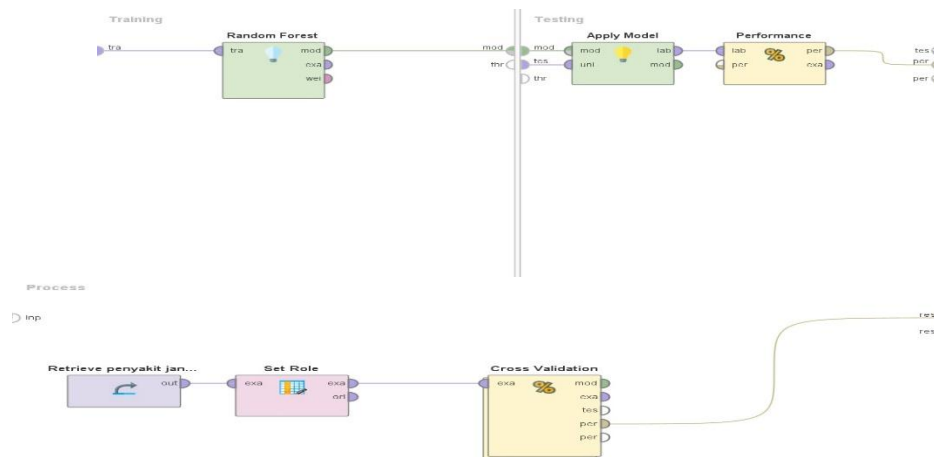 Training Testing
Random Forest Apply Model Performance
tra tra mod mod mod mod lab lab per tes
exa thr tes uni mod per exa per
wei thr per
Process
inp res
res
Retrieve penyakit jan... Set Role Cross Validation
out exa exa exa mod
ori exa
tes
per
per